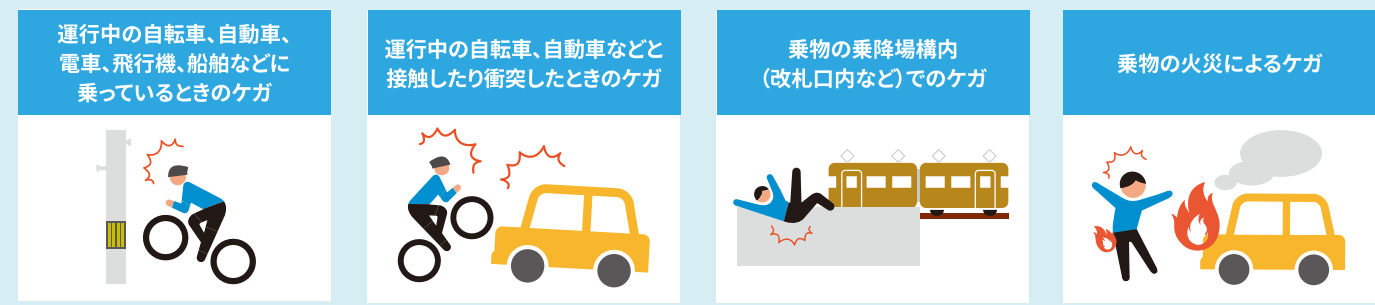 運行中の自転車、自動車、
電車、飛行機、船舶などに
乗っているときのケガ
運行中の自転車、自動車などと
接触したり衝突したときのケガ
乗物の乗降場構内
（改札口内など）でのケガ
乗物の火災によるケガ